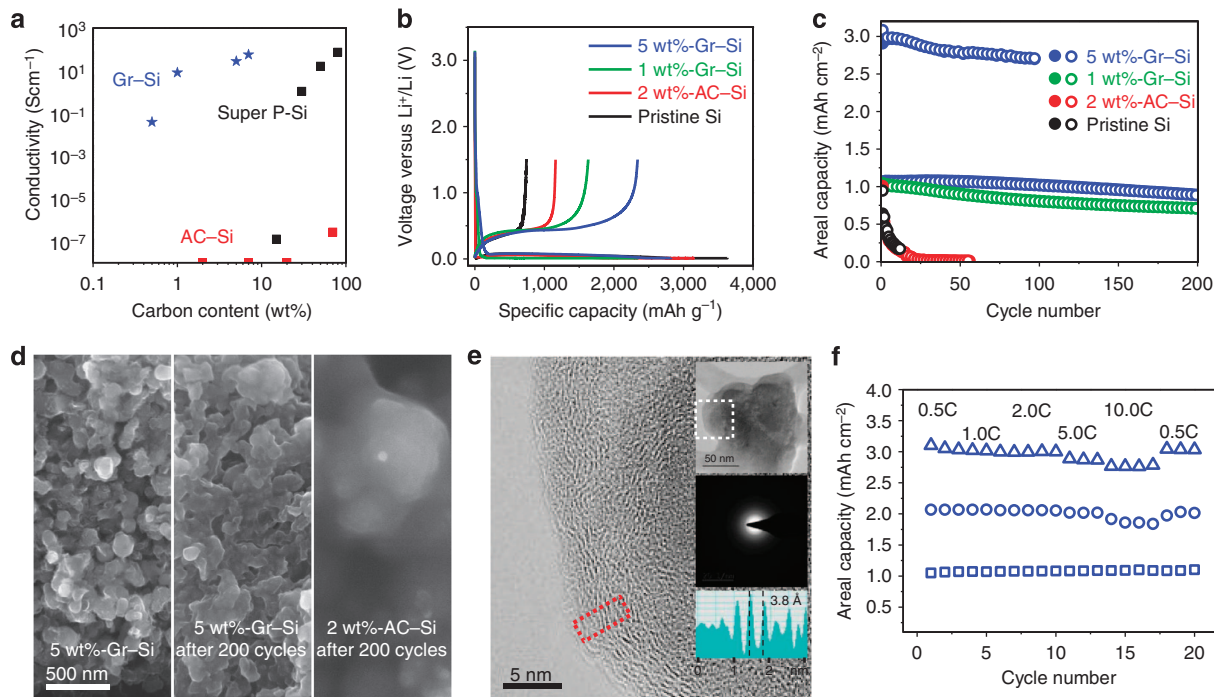 a
Conductivity (Scm⁻¹)
10³
10¹
10⁻¹
10⁻³
10⁻⁵
10⁻⁷
Gr–Si
Super P-Si
AC–Si
0.1 1 10 100
Carbon content (wt%)
b
Voltage versus Li⁺/Li (V)
3.0
2.0
1.0
0.0
5 wt%-Gr–Si
1 wt%-Gr–Si
2 wt%-AC–Si
Pristine Si
0 1,000 2,000 3,000 4,000
Specific capacity (mAh g⁻¹)
c
Areal capacity (mAh cm⁻²)
3.0
2.5
1.0
0.5
0.0
5 wt%-Gr–Si
1 wt%-Gr–Si
2 wt%-AC–Si
Pristine Si
0 50 100 150 200
Cycle number
d
5 wt%-Gr–Si
500 nm
5 wt%-Gr–Si
after 200 cycles
2 wt%-AC–Si
after 200 cycles
e
50 nm
3.8 Å
0 1 2 nm
5 nm
f
Areal capacity (mAh cm⁻²)
4.0
3.5
3.0
2.5
2.0
1.5
1.0
0.5
0.5C
1.0C
2.0C
5.0C
10.0C
0.5C
0 5 10 15 20
Cycle number